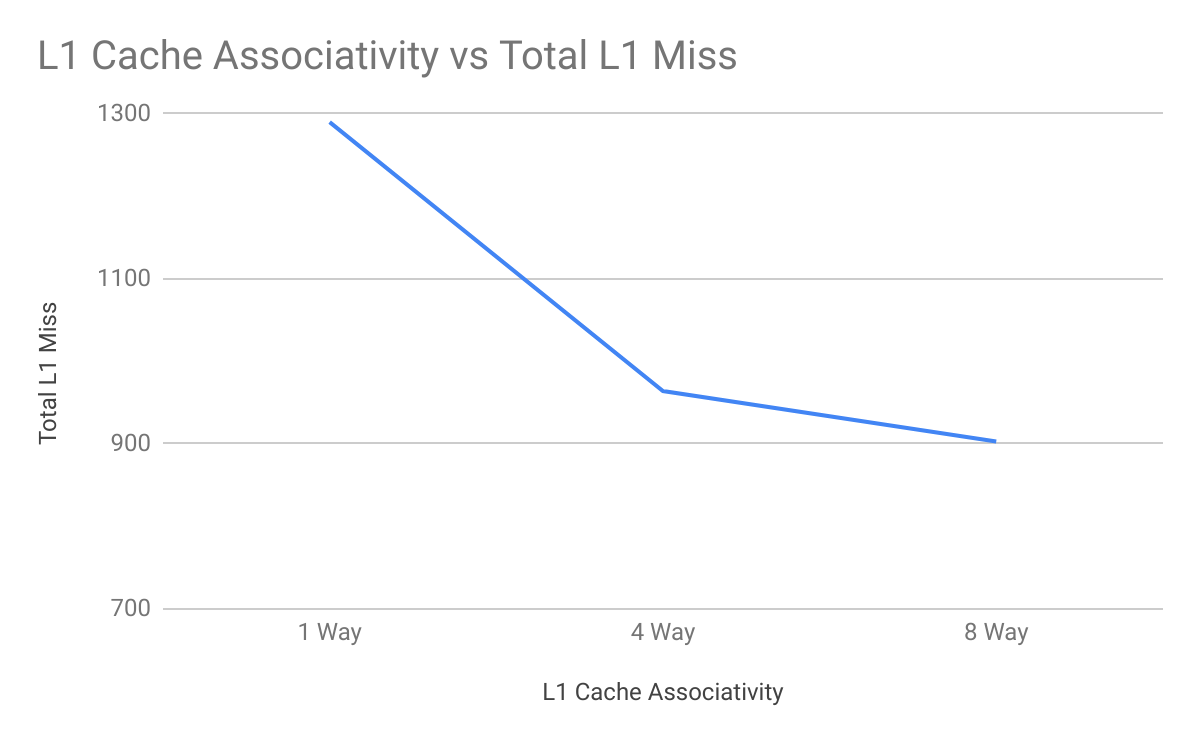 L1 Cache Associativity vs Total L1 Miss
1300
1100
900
700
Total L1 Miss
1 Way
4 Way
8 Way
L1 Cache Associativity